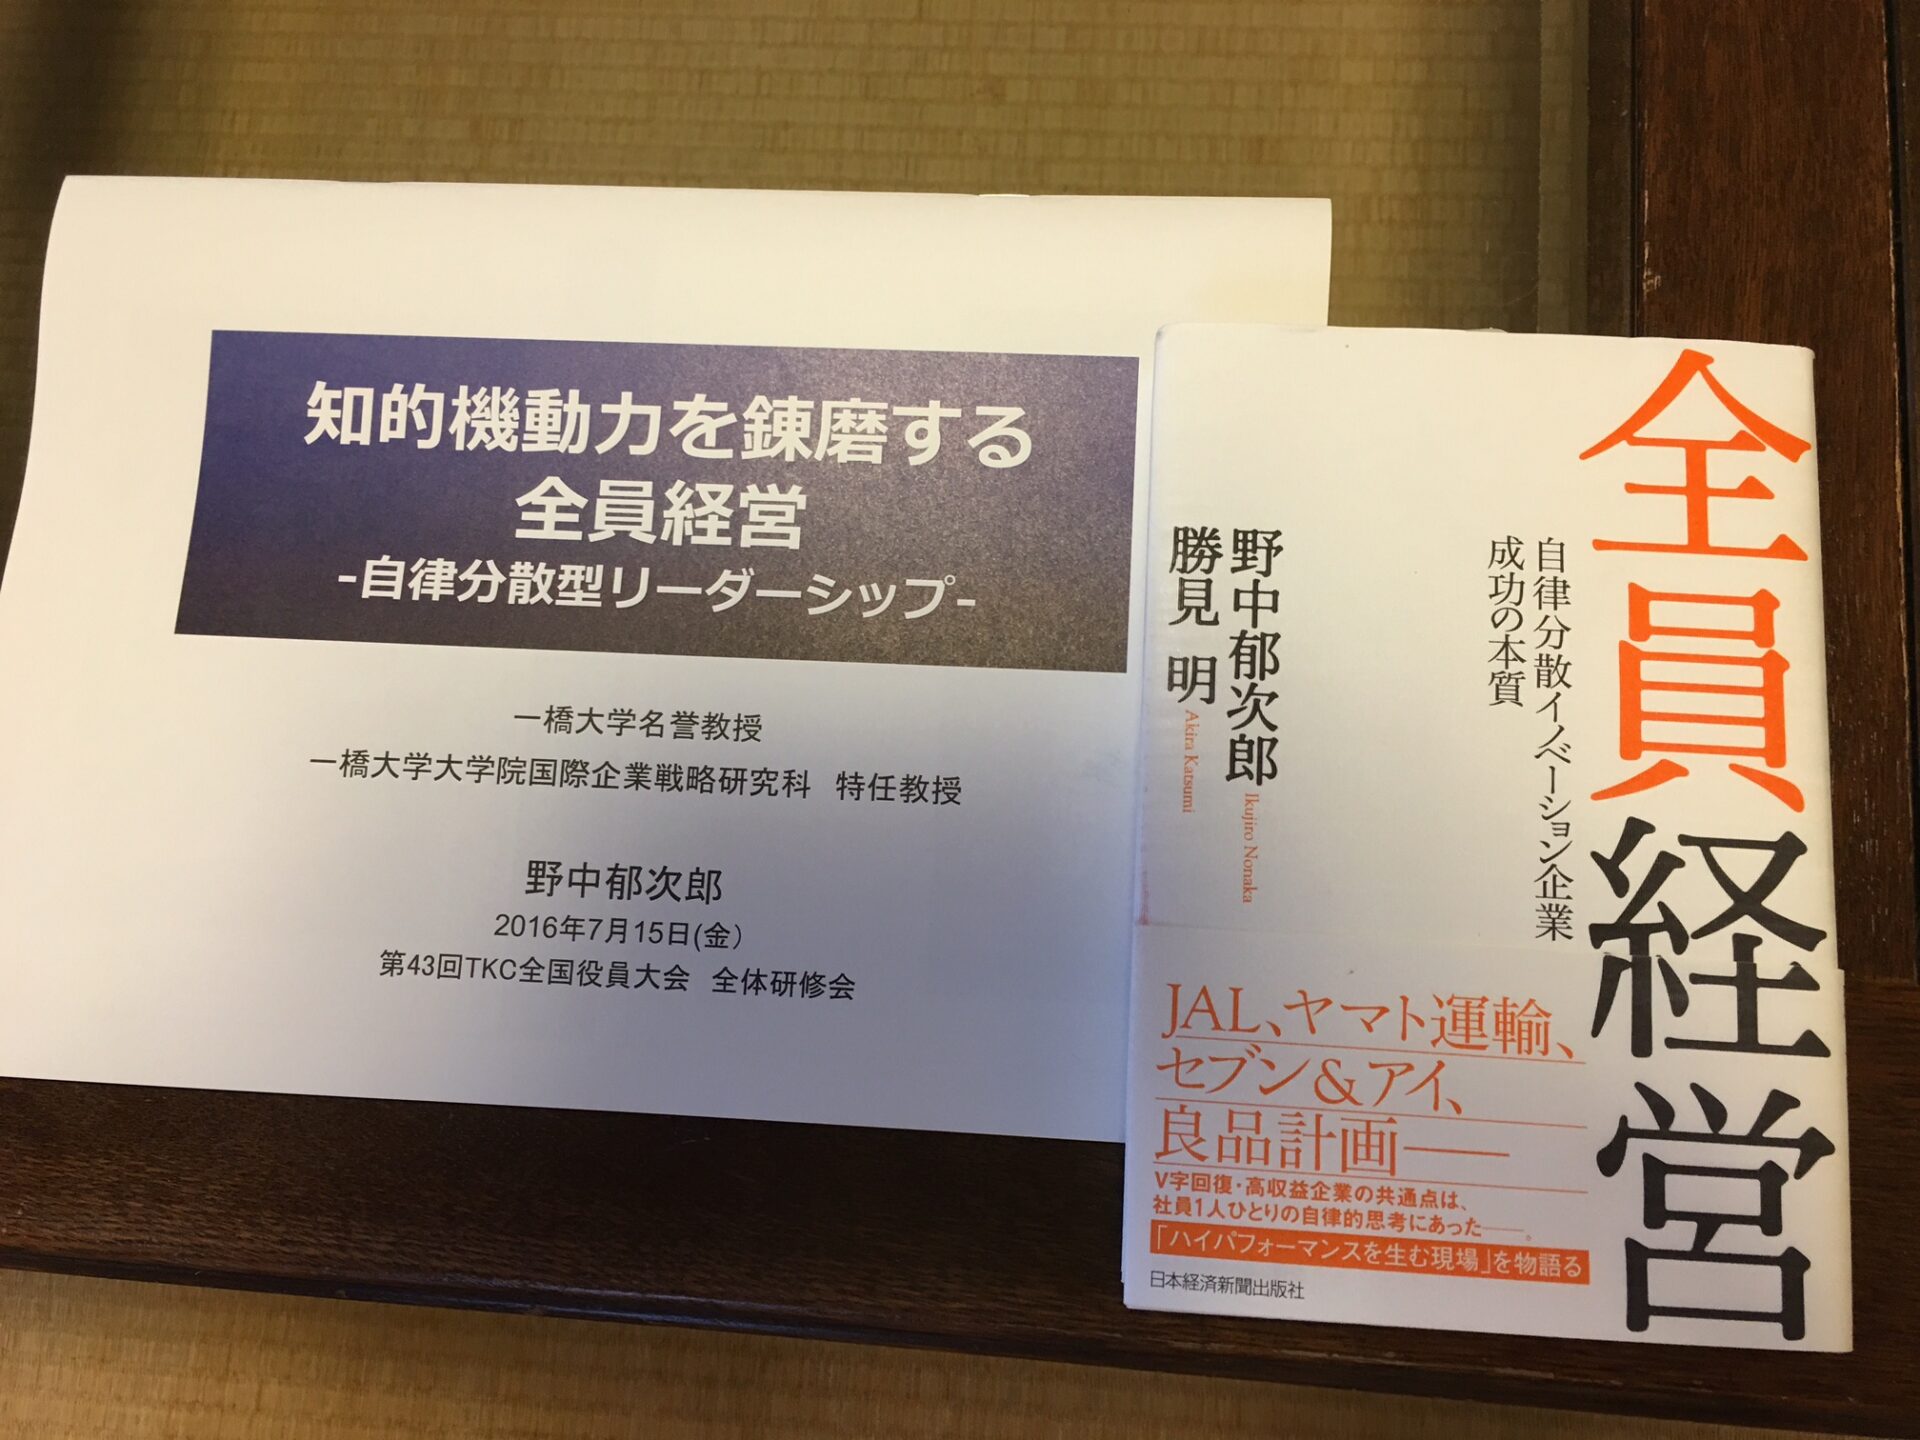 知的機動力を錬磨する
全員経営
-自律分散型リーダーシップ-
一橋大学名誉教授
一橋大学大学院国際企業戦略研究科 特任教授
野中郁次郎
2016年7月15日(金)
第43回TKC全国役員大会 全体研修会
全員経営
自律分散イノベーション企業
成功の本質
野中郁次郎 Ikujiro Nonaka
勝見 明 Akira Katsumi
JAL、ヤマト運輸、
セブン&アイ、
良品計画――
V字回復・高収益企業の共通点は、
社員1人ひとりの自律的思考にあった――。
「ハイパフォーマンスを生む現場」を物語る
日本経済新聞出版社